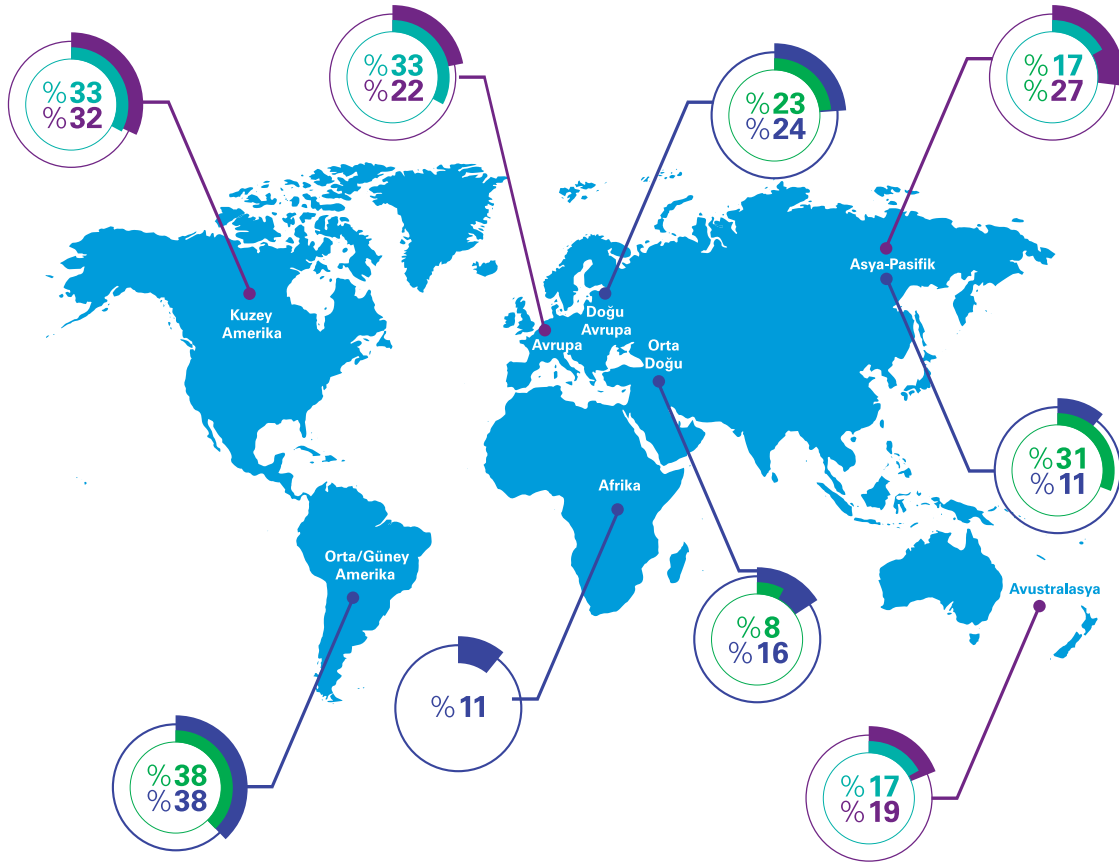 %33
%32
%33
%22
%23
%24
%17
%27
Kuzey
Amerika
Avrupa
Doğu
Avrupa
Orta
Doğu
Asya-Pasifik
%31
%11
Afrika
Orta/Güney
Amerika
Avustralasya
%8
%16
%11
%38
%38
%17
%19